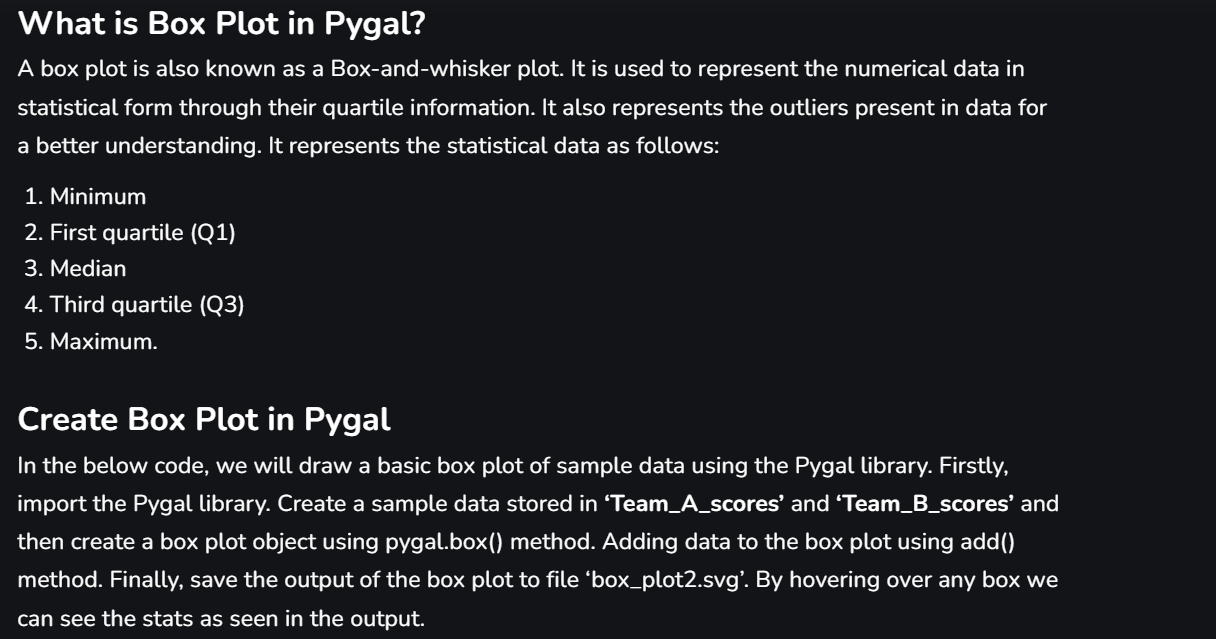 What is Box Plot in Pygal?
A box plot is also known as a Box-and-whisker plot. It is used to represent the numerical data in
statistical form through their quartile information. It also represents the outliers present in data for
a better understanding. It represents the statistical data as follows:
1. Minimum
2. First quartile (Q1)
3. Median
4. Third quartile (Q3)
5. Maximum.
Create Box Plot in Pygal
In the below code, we will draw a basic box plot of sample data using the Pygal library. Firstly,
import the Pygal library. Create a sample data stored in ‘Team_A_scores’ and ‘Team_B_scores’ and
then create a box plot object using pygal.box() method. Adding data to the box plot using add()
method. Finally, save the output of the box plot to file ‘box_plot2.svg’. By hovering over any box we
can see the stats as seen in the output.